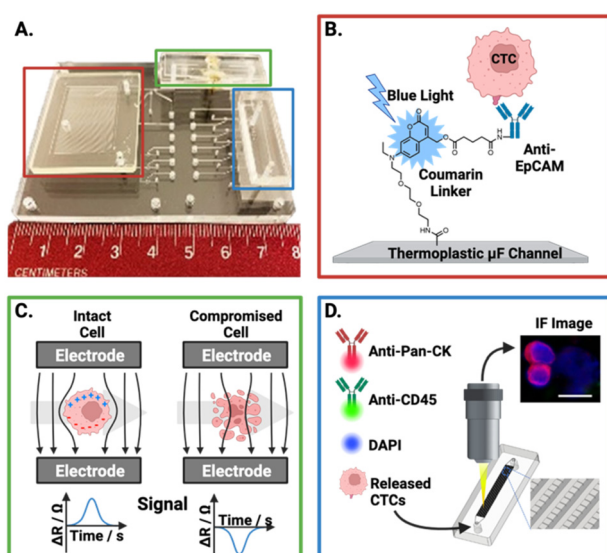 A.
1 2 3 4 5 6 7 8
CENTIMETERS
B.
CTC
Blue Light
Anti-
EpCAM
Coumarin
Linker
O
O
O
O
O
N
H
N
O
O
NH
O
Thermoplastic μF Channel
C.
Intact
Cell
Compromised
Cell
Electrode
Electrode
Electrode
Electrode
Signal
ΔR / Ω
Time / s
ΔR / Ω
Time / s
D.
IF Image
Anti-Pan-CK
Anti-CD45
DAPI
Released
CTCs